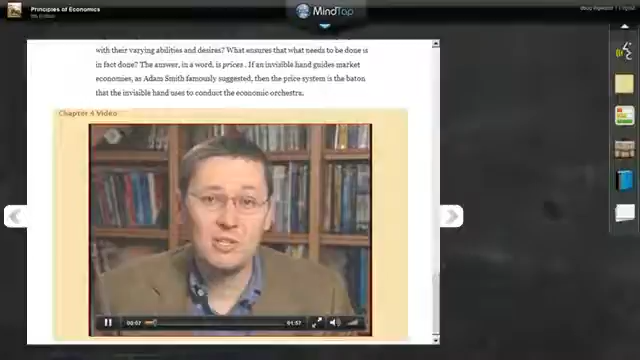 Principles of Economics
MindTap
with their varying abilities and desires? What ensures that what needs to be done is
in fact done? The answer, in a word, is prices. If an invisible hand guides market
economies, as Adam Smith famously suggested, then the price system is the baton
that the invisible hand uses to conduct the economic orchestra.
Chapter 4 Video
00:07
01:57